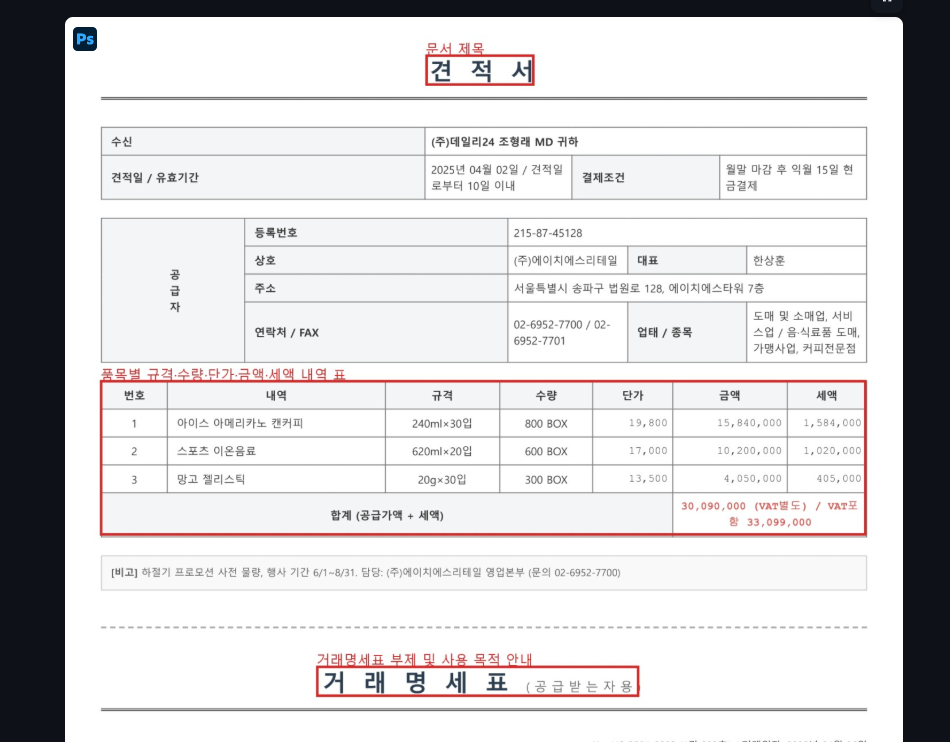 Ps
문서 제목
견 적 서
수신
(주)데일리24 조형래 MD 귀하
견적일 / 유효기간
2025년 04월 02일 / 견적일
로부터 10일 이내
결제조건
월말 마감 후 익월 15일 현
금결제
공
급
자
등록번호
215-87-45128
상호
(주)에이치에스리테일
대표
한상훈
주소
서울특별시 송파구 법원로 128, 에이치에스타워 7층
연락처 / FAX
02-6952-7700 / 02-
6952-7701
업태 / 종목
도매 및 소매업, 서비
스업 / 음·식료품 도매,
가맹사업, 커피전문점
품목별 규격·수량·단가·금액·세액 내역 표
번호 내역 규격 수량 단가 금액 세액
1 아이스 아메리카노 캔커피 240ml×30입 800 BOX 19,800 15,840,000 1,584,000
2 스포츠 이온음료 620ml×20입 600 BOX 17,000 10,200,000 1,020,000
3 망고 젤리스틱 20g×30입 300 BOX 13,500 4,050,000 405,000
합계 (공급가액 + 세액)
30,090,000 (VAT별도) / VAT포
함 33,099,000
[비고] 하절기 프로모션 사전 물량, 행사 기간 6/1~8/31. 담당: (주)에이치에스리테일 영업본부 (문의 02-6952-7700)
거래명세표 부제 및 사용 목적 안내
거 래 명 세 표 (공급받는자용)